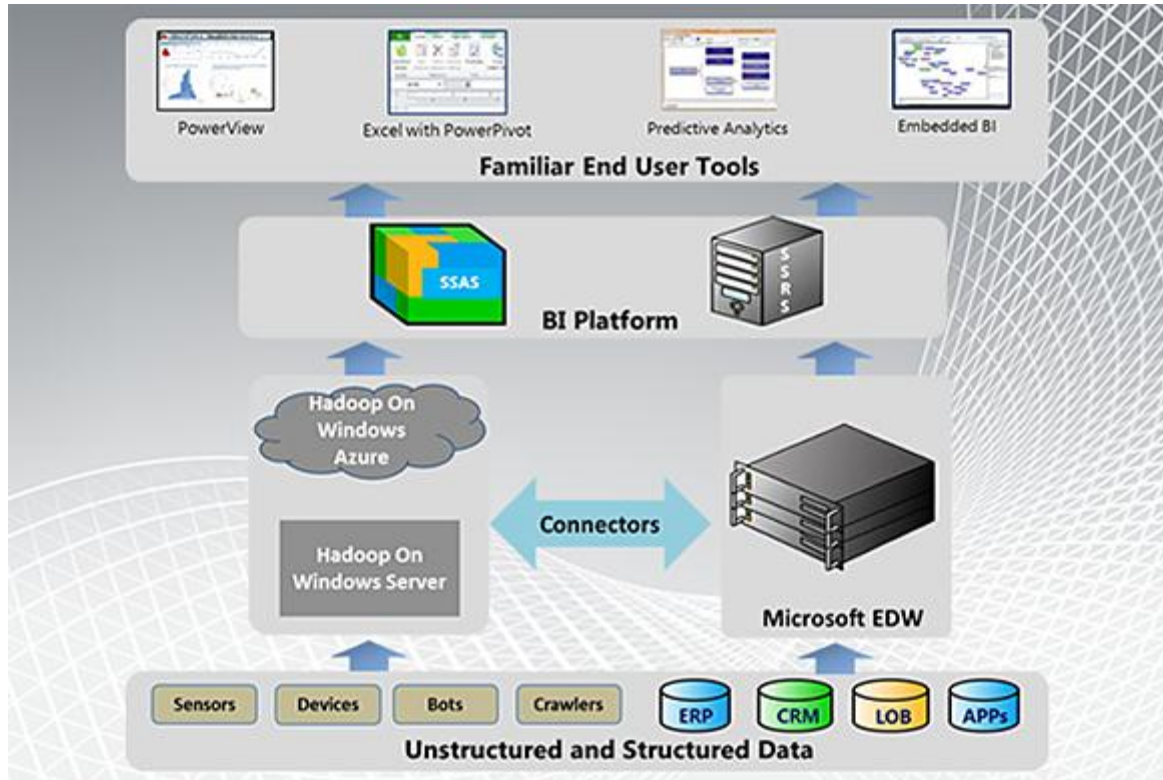 PowerView
Excel with PowerPivot
Predictive Analytics
Embedded BI
Familiar End User Tools
SSAS
SSRS
BI Platform
Hadoop On
Windows
Azure
Hadoop On
Windows Server
Connectors
Microsoft EDW
Sensors
Devices
Bots
Crawlers
ERP
CRM
LOB
APPs
Unstructured and Structured Data